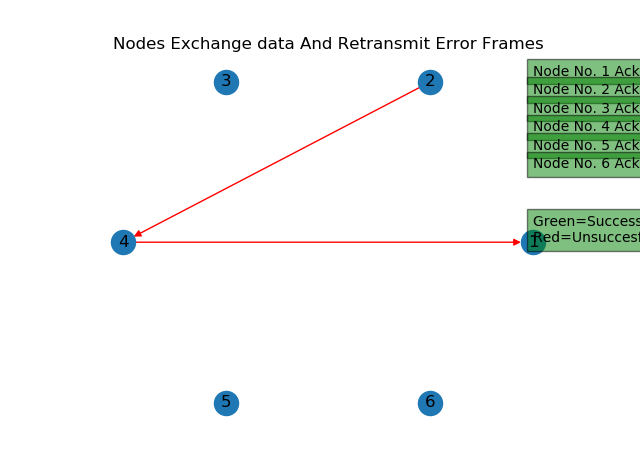 Nodes Exchange data And Retransmit Error Frames
3
2
Node No. 1 Ack
Node No. 2 Ack
Node No. 3 Ack
Node No. 4 Ack
Node No. 5 Ack
Node No. 6 Ack
Green=Success
Red=Unsuccesf
4
1
5
6